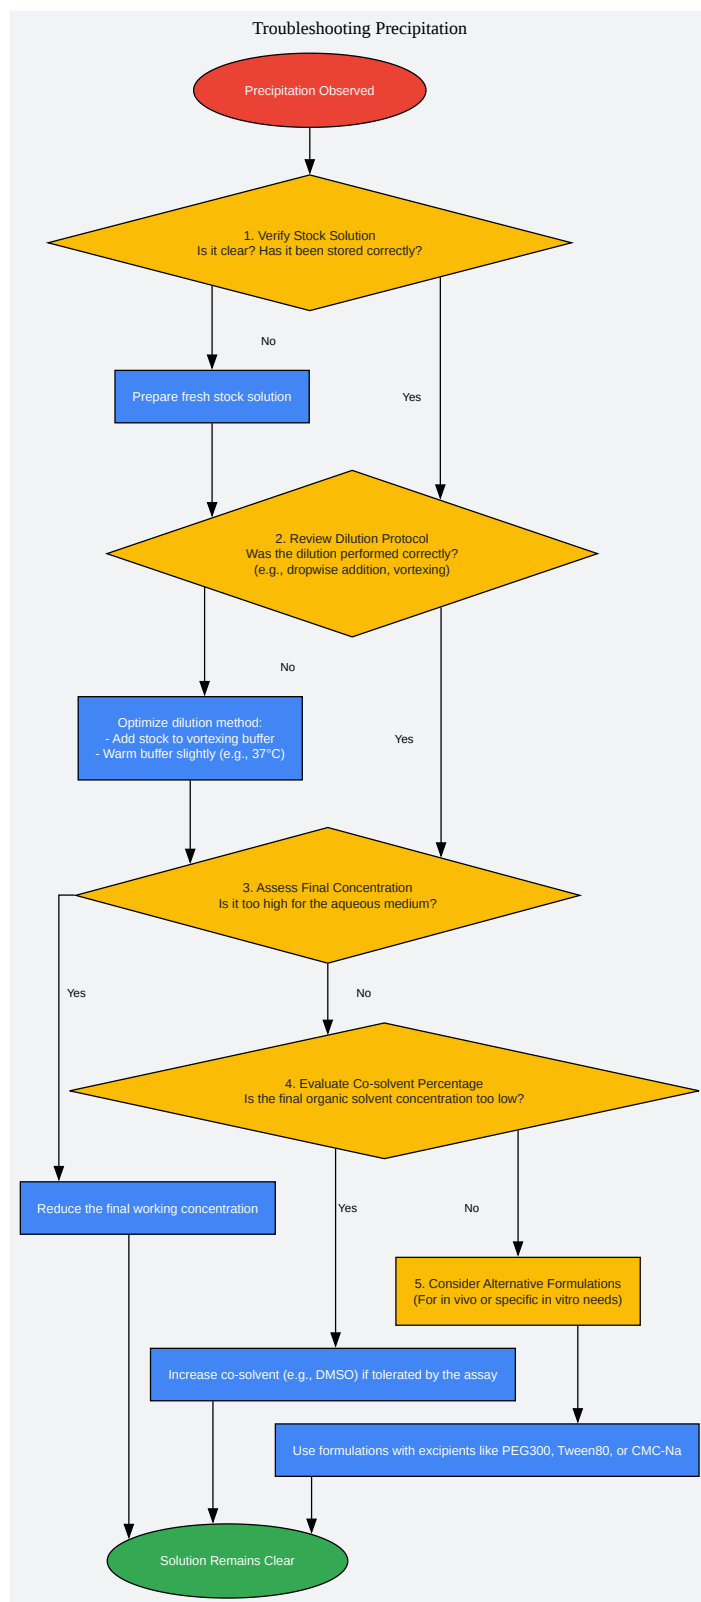 Troubleshooting Precipitation
Precipitation Observed
1. Verify Stock Solution
Is it clear? Has it been stored correctly?
No
Prepare fresh stock solution
Yes
2. Review Dilution Protocol
Was the dilution performed correctly?
(e.g., dropwise addition, vortexing)
No
Optimize dilution method:
- Add stock to vortexing buffer
- Warm buffer slightly (e.g., 37°C)
Yes
3. Assess Final Concentration
Is it too high for the aqueous medium?
Yes
No
4. Evaluate Co-solvent Percentage
Is the final organic solvent concentration too low?
Reduce the final working concentration
Yes
No
5. Consider Alternative Formulations
(For in vivo or specific in vitro needs)
Increase co-solvent (e.g., DMSO) if tolerated by the assay
Use formulations with excipients like PEG300, Tween80, or CMC-Na
Solution Remains Clear